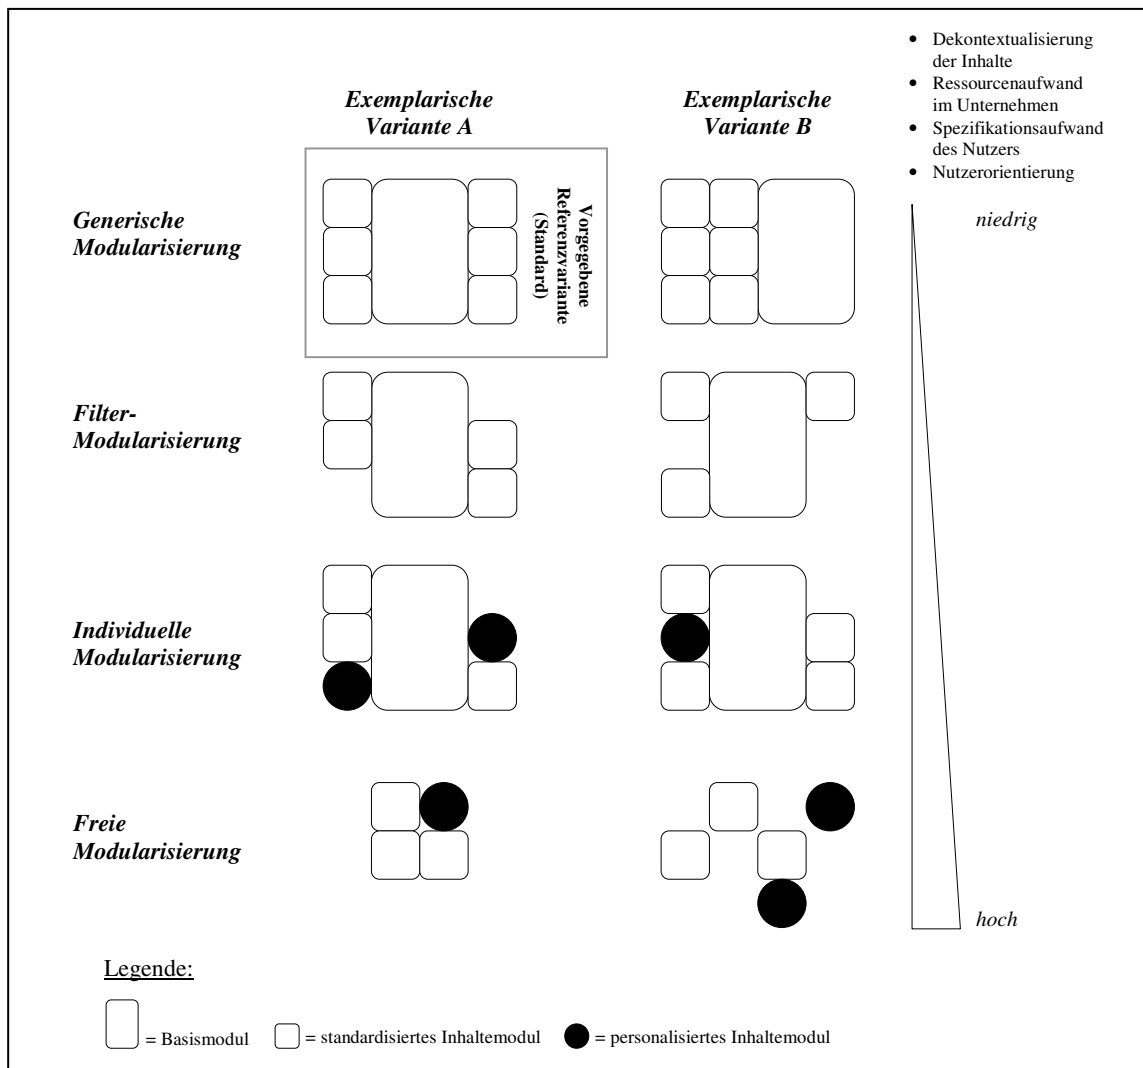 • Dekontextualisierung
der Inhalte
• Ressourcenaufwand
im Unternehmen
• Spezifikationsaufwand
des Nutzers
• Nutzerorientierung
Exemplarische
Variante A
Exemplarische
Variante B
Generische
Modularisierung
Vorgegebene
Referenzvariante
(Standard)
niedrig
Filter-
Modularisierung
Individuelle
Modularisierung
Freie
Modularisierung
hoch
Legende:
= Basismodul
= standardisiertes Inhaltemodul
= personalisiertes Inhaltemodul